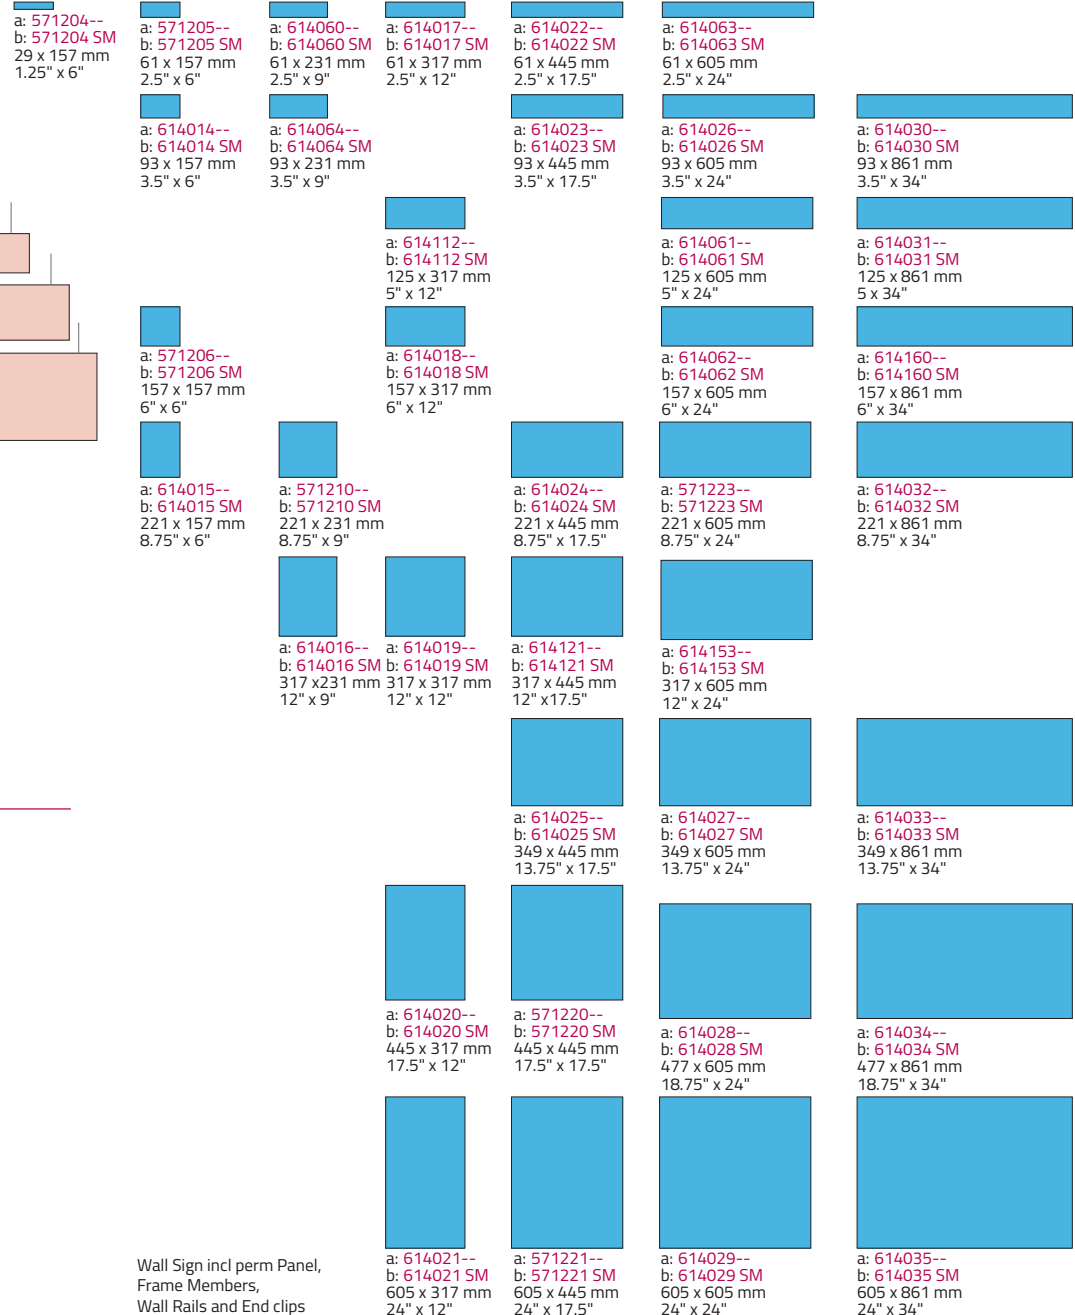 a: 571204--
b: 571204 SM
29 x 157 mm
1.25" x 6"
a: 571205--
b: 571205 SM
61 x 157 mm
2.5" x 6"
a: 614060--
b: 614060 SM
61 x 231 mm
2.5" x 9"
a: 614017--
b: 614017 SM
61 x 317 mm
2.5" x 12"
a: 614022--
b: 614022 SM
61 x 445 mm
2.5" x 17.5"
a: 614063--
b: 614063 SM
61 x 605 mm
2.5" x 24"
a: 614014--
b: 614014 SM
93 x 157 mm
3.5" x 6"
a: 614064--
b: 614064 SM
93 x 231 mm
3.5" x 9"
a: 614023--
b: 614023 SM
93 x 445 mm
3.5" x 17.5"
a: 614026--
b: 614026 SM
93 x 605 mm
3.5" x 24"
a: 614030--
b: 614030 SM
93 x 861 mm
3.5" x 34"
a: 614112--
b: 614112 SM
125 x 317 mm
5" x 12"
a: 614061--
b: 614061 SM
125 x 605 mm
5" x 24"
a: 614031--
b: 614031 SM
125 x 861 mm
5 x 34"
a: 571206--
b: 571206 SM
157 x 157 mm
6" x 6"
a: 614018--
b: 614018 SM
157 x 317 mm
6" x 12"
a: 614062--
b: 614062 SM
157 x 605 mm
6" x 24"
a: 614160--
b: 614160 SM
157 x 861 mm
6" x 34"
a: 614015--
b: 614015 SM
221 x 157 mm
8.75" x 6"
a: 571210--
b: 571210 SM
221 x 231 mm
8.75" x 9"
a: 614024--
b: 614024 SM
221 x 445 mm
8.75" x 17.5"
a: 571223--
b: 571223 SM
221 x 605 mm
8.75" x 24"
a: 614032--
b: 614032 SM
221 x 861 mm
8.75" x 34"
a: 614016--
b: 614016 SM
317 x231 mm
12" x 9"
a: 614019--
b: 614019 SM
317 x 317 mm
12" x 12"
a: 614121--
b: 614121 SM
317 x 445 mm
12" x17.5"
a: 614153--
b: 614153 SM
317 x 605 mm
12" x 24"
a: 614025--
b: 614025 SM
349 x 445 mm
13.75" x 17.5"
a: 614027--
b: 614027 SM
349 x 605 mm
13.75" x 24"
a: 614033--
b: 614033 SM
349 x 861 mm
13.75" x 34"
a: 614020--
b: 614020 SM
445 x 317 mm
17.5" x 12"
a: 571220--
b: 571220 SM
445 x 445 mm
17.5" x 17.5"
a: 614028--
b: 614028 SM
477 x 605 mm
18.75" x 24"
a: 614034--
b: 614034 SM
477 x 861 mm
18.75" x 34"
Wall Sign incl perm Panel,
Frame Members,
Wall Rails and End clips
a: 614021--
b: 614021 SM
605 x 317 mm
24" x 12"
a: 571221--
b: 571221 SM
605 x 445 mm
24" x 17.5"
a: 614029--
b: 614029 SM
605 x 605 mm
24" x 24"
a: 614035--
b: 614035 SM
605 x 861 mm
24" x 34"